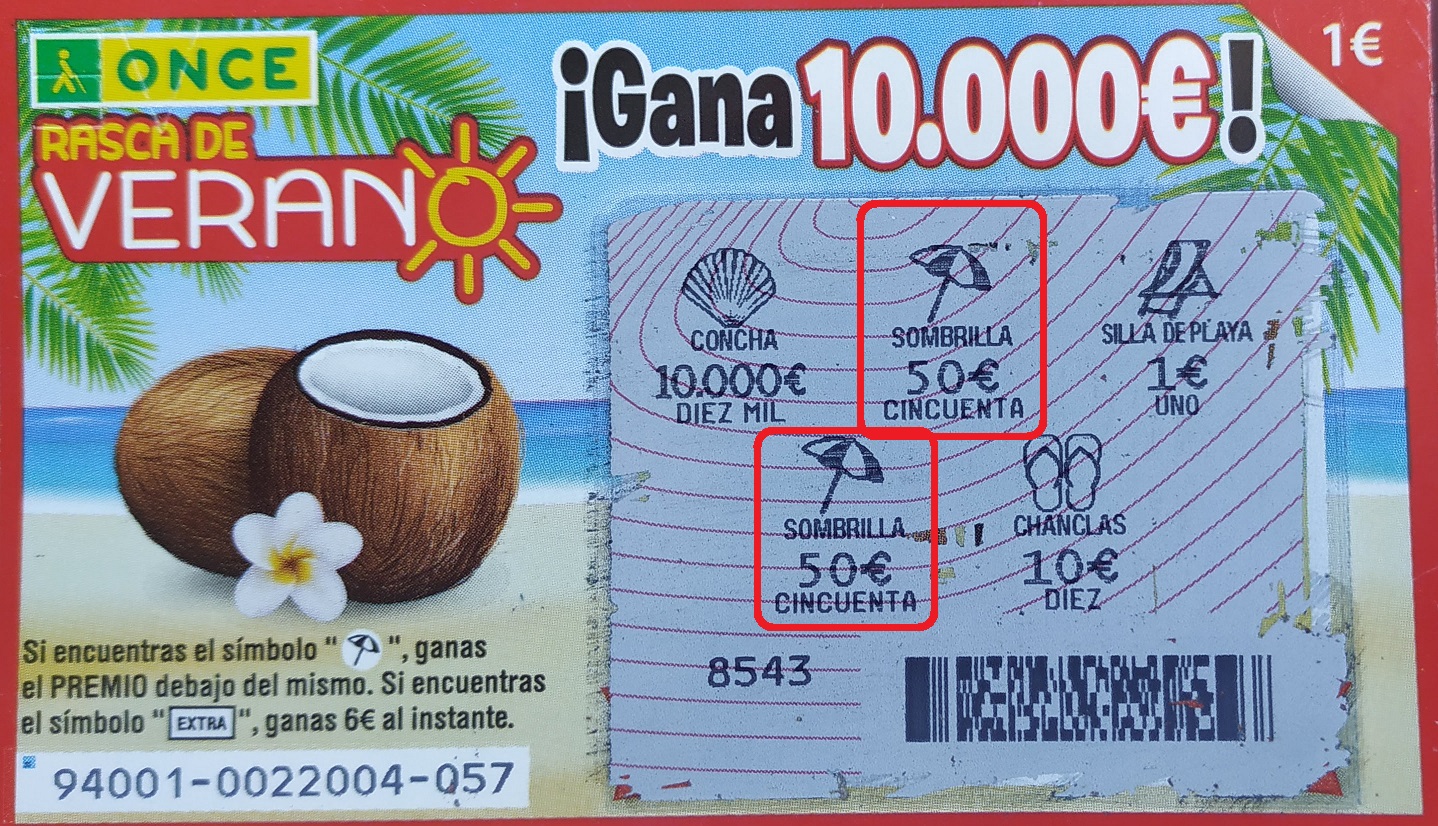 ONCE
¡Gana 10.000€!
1€
RASCA DE
VERANO
CONCHA
10.000€
DIEZ MIL
SOMBRILLA
50€
CINCUENTA
SILLA DE PLAYA
1€
UNO
SOMBRILLA
50€
CINCUENTA
CHANCLAS
10€
DIEZ
Si encuentras el símbolo " ", ganas
el PREMIO debajo del mismo. Si encuentras
el símbolo "EXTRA", ganas 6€ al instante.
8543
94001-0022004-057